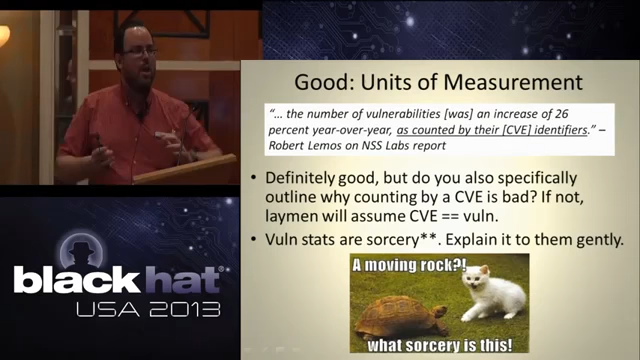 black hat
USA 2013
Good: Units of Measurement
“… the number of vulnerabilities [was] an increase of 26
percent year-over-year, as counted by their [CVE] identifiers.” –
Robert Lemos on NSS Labs report
• Definitely good, but do you also specifically
outline why counting by a CVE is bad? If not,
laymen will assume CVE == vuln.
• Vuln stats are sorcery**. Explain it to them gently.
A moving rock?!
what sorcery is this!